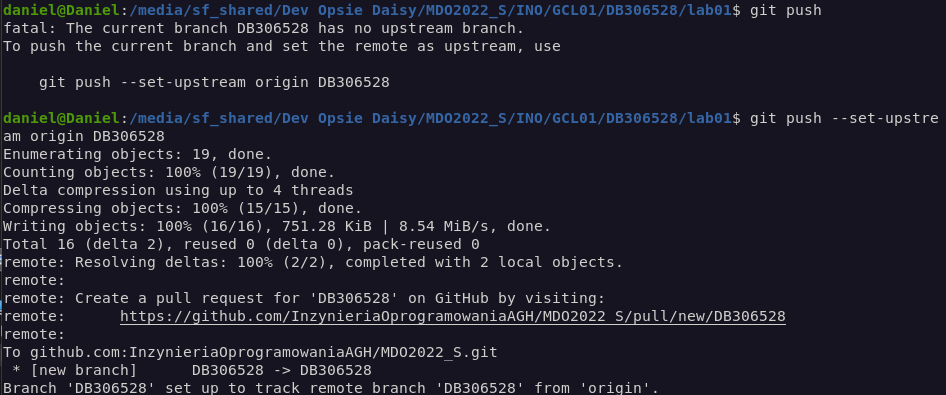 daniel@Daniel:/media/sf_shared/Dev Opsie Daisy/MDO2022_S/INO/GCL01/DB306528/lab01$ git push
fatal: The current branch DB306528 has no upstream branch.
To push the current branch and set the remote as upstream, use
    git push --set-upstream origin DB306528
daniel@Daniel:/media/sf_shared/Dev Opsie Daisy/MDO2022_S/INO/GCL01/DB306528/lab01$ git push --set-upstre
am origin DB306528
Enumerating objects: 19, done.
Counting objects: 100% (19/19), done.
Delta compression using up to 4 threads
Compressing objects: 100% (15/15), done.
Writing objects: 100% (16/16), 751.28 KiB | 8.54 MiB/s, done.
Total 16 (delta 2), reused 0 (delta 0), pack-reused 0
remote: Resolving deltas: 100% (2/2), completed with 2 local objects.
remote:
remote: Create a pull request for 'DB306528' on GitHub by visiting:
remote:      https://github.com/InzynieriaOprogramowaniaAGH/MDO2022_S/pull/new/DB306528
remote:
To github.com:InzynieriaOprogramowaniaAGH/MDO2022_S.git
 * [new branch]      DB306528 -> DB306528
Branch 'DB306528' set up to track remote branch 'DB306528' from 'origin'.